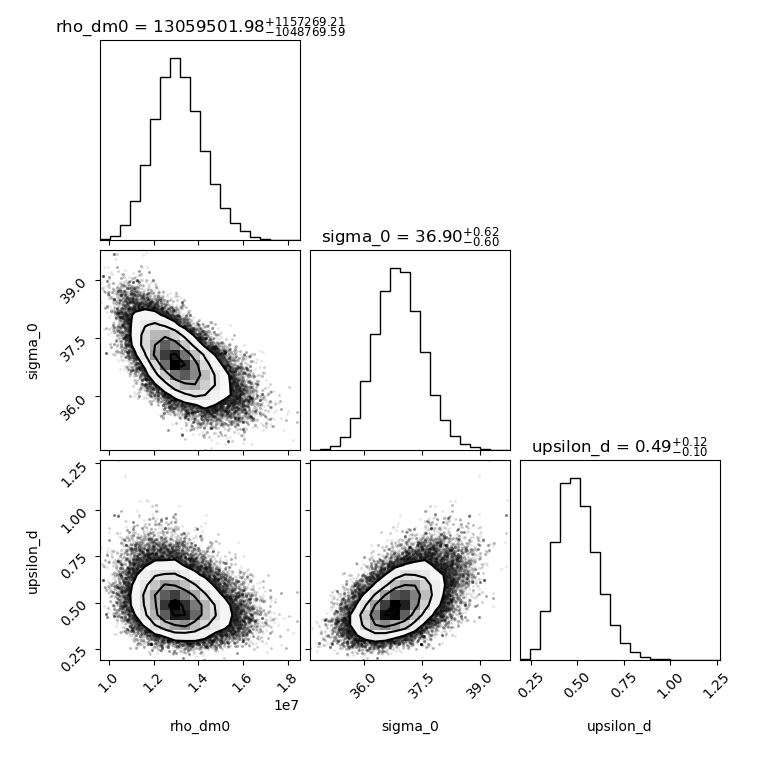 rho_dm0 = 13059501.98+1157269.21
−1048769.59
sigma_0 = 36.90+0.62
−0.60
39.0
37.5
36.0
sigma_0
upsilon_d = 0.49+0.12
−0.10
1.25
1.00
0.75
0.50
0.25
upsilon_d
1.0 1.2 1.4 1.6 1.8
36.0 37.5 39.0
0.25 0.50 0.75 1.00 1.25
1e7
rho_dm0
sigma_0
upsilon_d